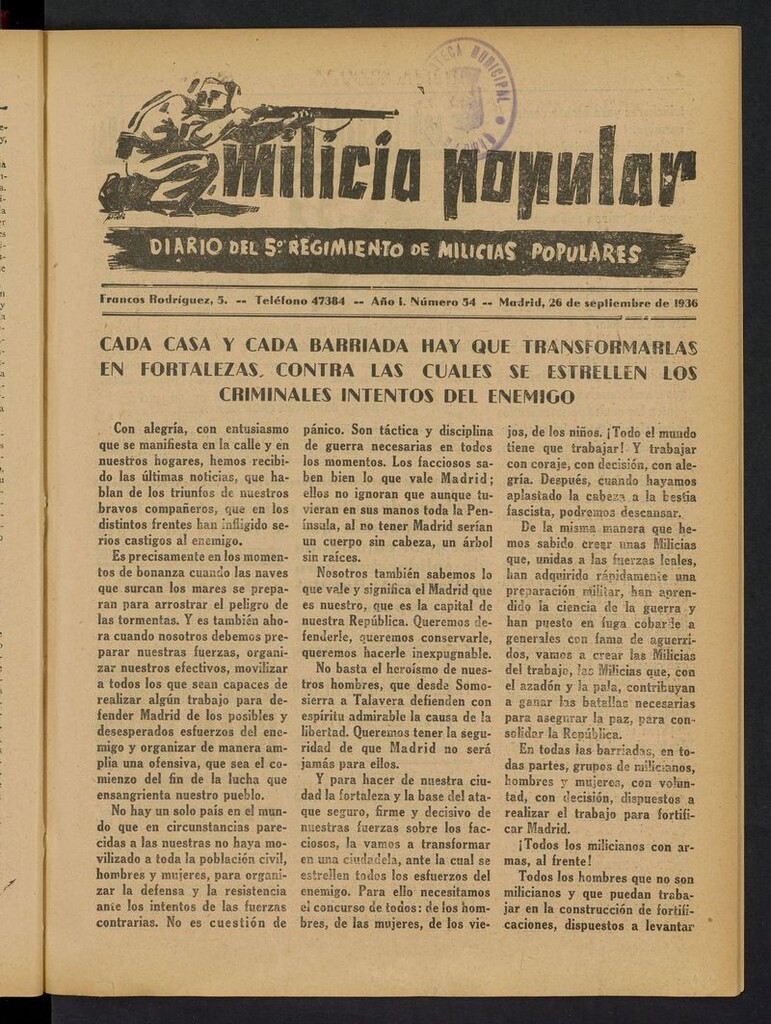 BIBLIOTECA MUNICIPAL
MADRID
milicia popular
DIARIO DEL 5º REGIMIENTO DE MILICIAS POPULARES
Francos Rodríguez, 5. -- Teléfono 47384 -- Año I. Número 54 -- Madrid, 26 de septiembre de 1936
CADA CASA Y CADA BARRIADA HAY QUE TRANSFORMARLAS
EN FORTALEZAS, CONTRA LAS CUALES SE ESTRELLEN LOS
CRIMINALES INTENTOS DEL ENEMIGO
Con alegría, con entusiasmo
que se manifiesta en la calle y en
nuestros hogares, hemos recibi-
do las últimas noticias, que ha-
blan de los triunfos de nuestros
bravos compañeros, que en los
distintos frentes han infligido se-
rios castigos al enemigo.
Es precisamente en los momen-
tos de bonanza cuando las naves
que surcan los mares se prepa-
ran para arrostrar el peligro de
las tormentas. Y es también aho-
ra cuando nosotros debemos pre-
parar nuestras fuerzas, organi-
zar nuestros efectivos, movilizar
a todos los que sean capaces de
realizar algún trabajo para de-
fender Madrid de los posibles y
desesperados esfuerzos del ene-
migo y organizar de manera am-
plia una ofensiva, que sea el co-
mienzo del fin de la lucha que
ensangrienta nuestro pueblo.
No hay un solo país en el mun-
do que en circunstancias pare-
cidas a las nuestras no haya mo-
vilizado a toda la población civil,
hombres y mujeres, para organi-
zar la defensa y la resistencia
ante los intentos de las fuerzas
contrarias. No es cuestión de
pánico. Son táctica y disciplina
de guerra necesarias en todos
los momentos. Los facciosos sa-
ben bien lo que vale Madrid;
ellos no ignoran que aunque tu-
vieran en sus manos toda la Pen-
ínsula, al no tener Madrid serían
un cuerpo sin cabeza, un árbol
sin raíces.
Nosotros también sabemos lo
que vale y significa el Madrid que
es nuestro, que es la capital de
nuestra República. Queremos de-
fenderle, queremos conservarle,
queremos hacerle inexpugnable.
No basta el heroísmo de nues-
tros hombres, que desde Somo-
sierra a Talavera defienden con
espíritu admirable la causa de la
libertad. Queremos tener la segu-
ridad de que Madrid no será
jamás para ellos.
Y para hacer de nuestra ciu-
dad la fortaleza y la base del ata-
que seguro, firme y decisivo de
nuestras fuerzas sobre los fac-
ciosos, la vamos a transformar
en una ciudadela, ante la cual se
estrellen todos los esfuerzos del
enemigo. Para ello necesitamos
el concurso de todos: de los hom-
bres, de las mujeres, de los vie-
jos, de los niños. ¡Todo el mundo
tiene que trabajar! Y trabajar
con coraje, con decisión, con ale-
gría. Después, cuando hayamos
aplastado la cabeza a la bestia
fascista, podremos descansar.
De la misma manera que he-
mos sabido crear unas Milicias
que, unidas a las fuerzas leales,
han adquirido rápidamente una
preparación militar, han apren-
dido la ciencia de la guerra y
han puesto en fuga cobarde a
generales con fama de aguerri-
dos, vamos a crear las Milicias
del trabajo, las Milicias que, con
el azadón y la pala, contribuyan
a ganar las batallas necesarias
para asegurar la paz, para con-
solidar la República.
En todas las barriadas, en to-
das partes, grupos de milicianos,
hombres y mujeres, con volun-
tad, con decisión, dispuestos a
realizar el trabajo para fortifi-
car Madrid.
¡Todos los milicianos con ar-
mas, al frente!
Todos los hombres que no son
milicianos y que puedan traba-
jar en la construcción de fortifi-
caciones, dispuestos a levantar